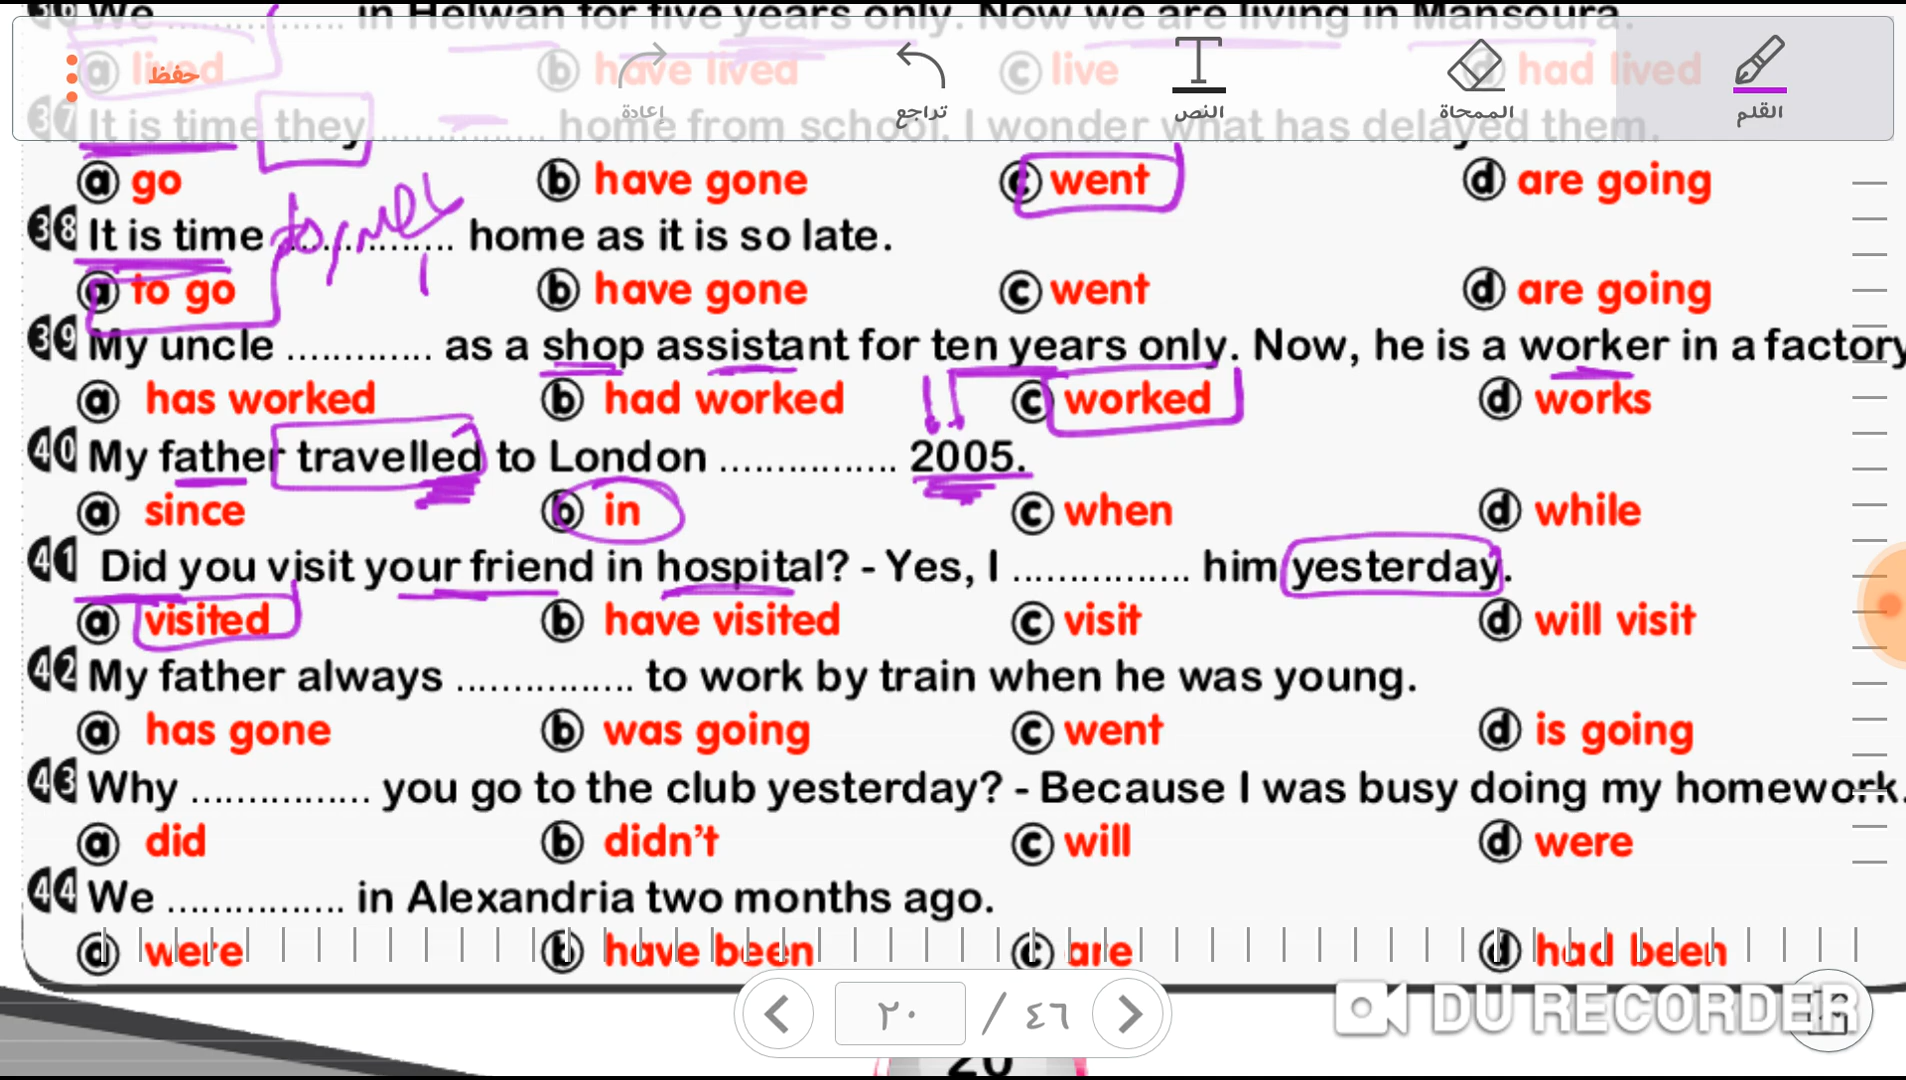 36 We .................. in Helwan for five years only. Now we are living in Mansoura.
a lived b have lived c live d had lived
حفظ إعادة تراجع النص الممحاة القلم
37 It is time they .................. home from school. I wonder what has delayed them.
a go b have gone c went d are going
38 It is time .................. home as it is so late.
a to go b have gone c went d are going
39 My uncle ............. as a shop assistant for ten years only. Now, he is a worker in a factory
a has worked b had worked c worked d works
40 My father travelled to London ................ 2005.
a since b in c when d while
41 Did you visit your friend in hospital? - Yes, I ................ him yesterday.
a visited b have visited c visit d will visit
42 My father always ................ to work by train when he was young.
a has gone b was going c went d is going
43 Why ................ you go to the club yesterday? - Because I was busy doing my homework.
a did b didn't c will d were
44 We ................ in Alexandria two months ago.
a were b have been c are d had been
٢٠ / ٤٦
DU RECORDER
20